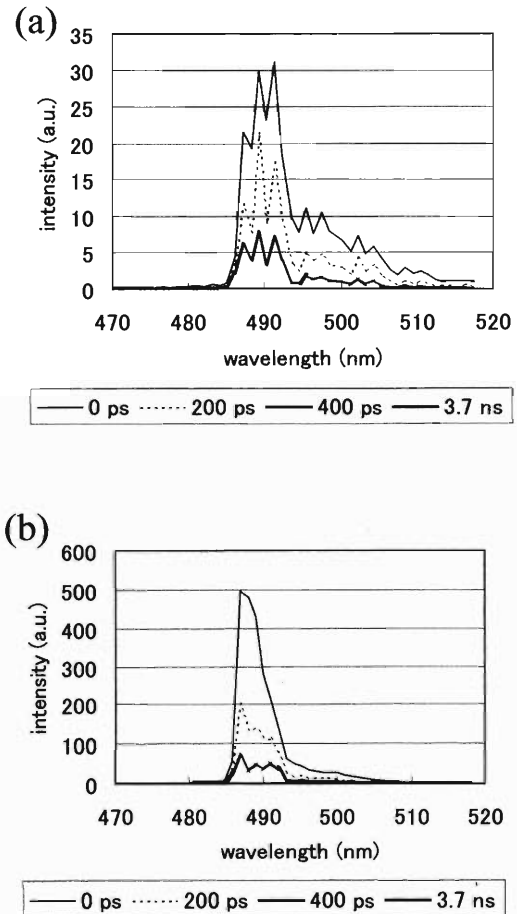 (a)
35
30
25
20
15
10
5
0
intensity (a.u.)
470 480 490 500 510 520
wavelength (nm)
0 ps 200 ps 400 ps 3.7 ns
(b)
600
500
400
300
200
100
0
intensity (a.u.)
470 480 490 500 510 520
wavelength (nm)
0 ps 200 ps 400 ps 3.7 ns